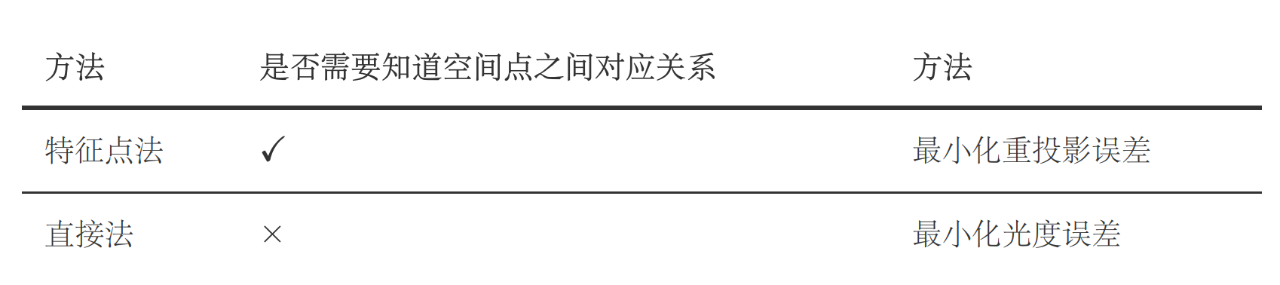 方法 是否需要知道空间点之间对应关系 方法
特征点法 ✓ 最小化重投影误差
直接法 × 最小化光度误差